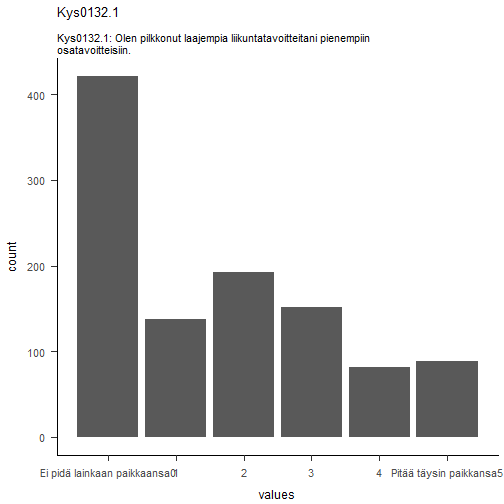 Kys0132.1
Kys0132.1: Olen pilkkonut laajempia liikuntatavoitteitani pienempiin
osatavoitteisiin.
count
400
300
200
100
0
Ei pidä lainkaan paikkaansa0 1 2 3 4 Pitää täysin paikkansa5
values